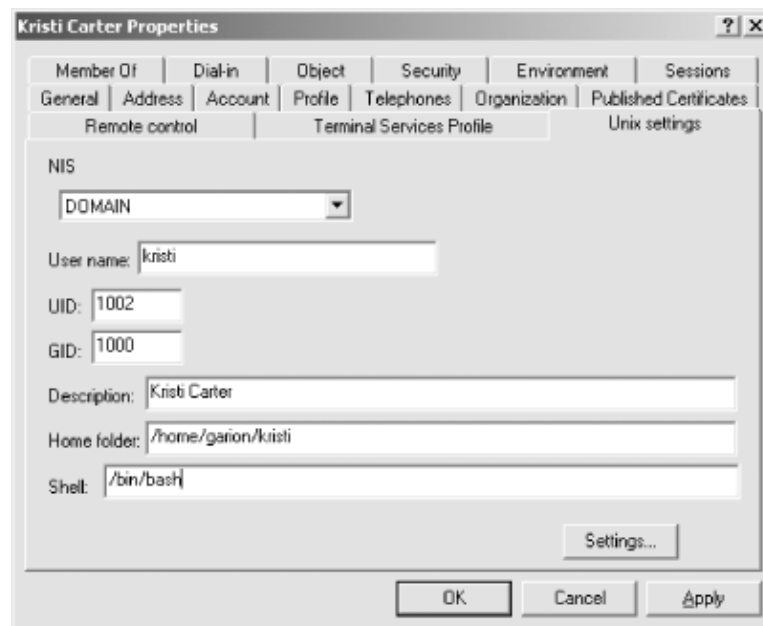 Kristi Carter Properties
Member Of Dial-in Object Security Environment Sessions
General Address Account Profile Telephones Organization Published Certificates
Remote control Terminal Services Profile Unix settings
NIS
DOMAIN
User name: kristi
UID: 1002
GID: 1000
Description: Kristi Carter
Home folder: /home/garion/kristi
Shell: /bin/bash
Settings...
OK Cancel Apply